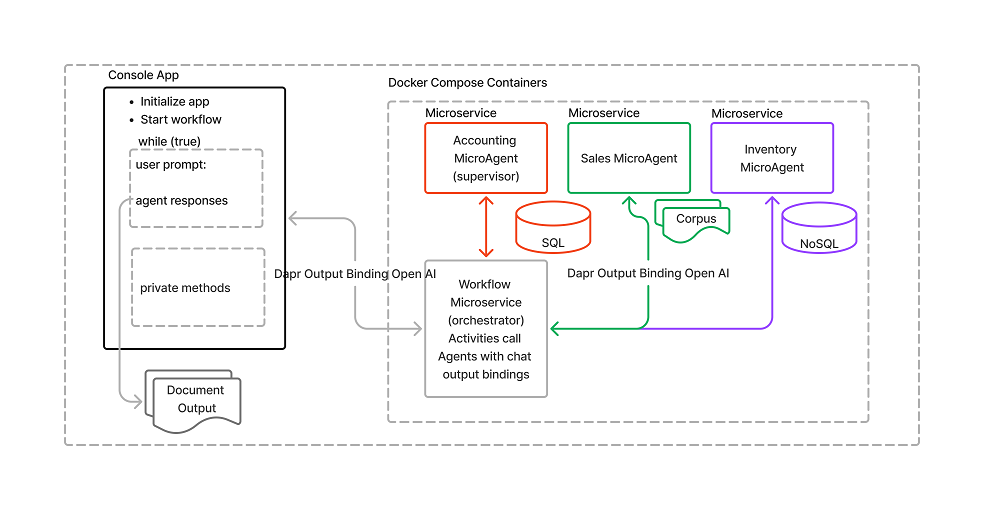 Console App
• Initialize app
• Start workflow
while (true)
user prompt:
agent responses
private methods
Document
Output
Dapr Output Binding Open AI
Docker Compose Containers
Microservice
Accounting
MicroAgent
(supervisor)
SQL
Microservice
Sales MicroAgent
Corpus
Microservice
Inventory
MicroAgent
NoSQL
Dapr Output Binding Open AI
Workflow
Microservice
(orchestrator)
Activities call
Agents with chat
output bindings